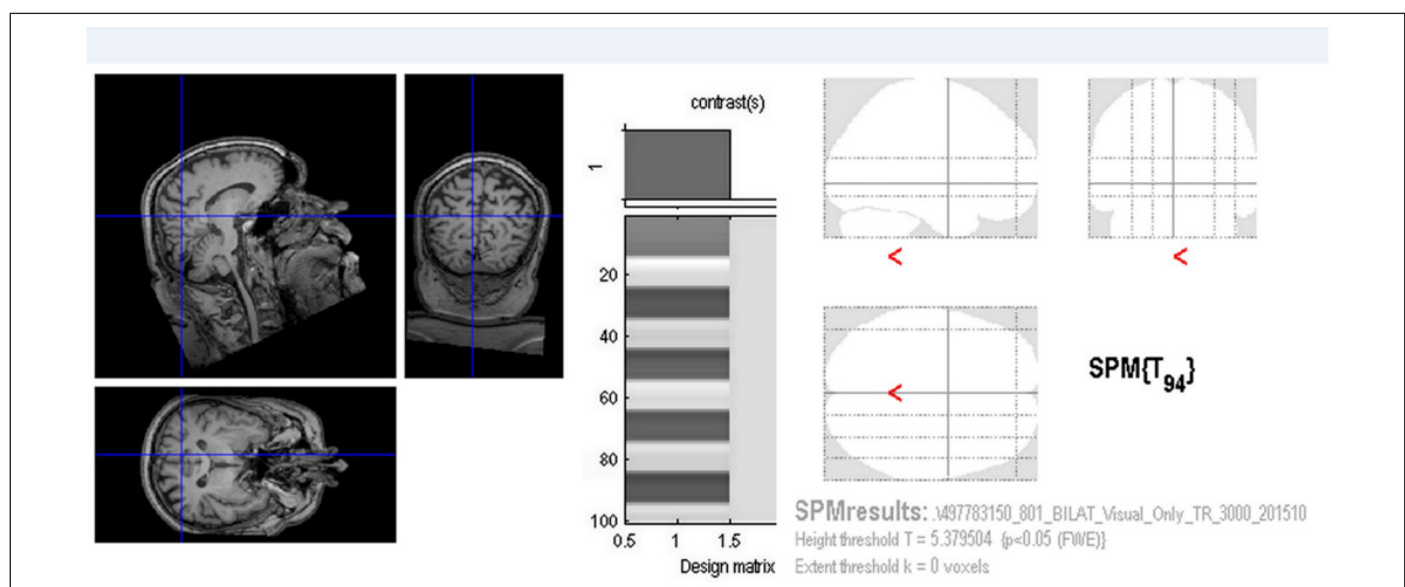 contrast(s)
1
20
40
60
80
100
0.5 1 1.5
Design matrix
<
<
<
SPM{T94}
SPMresults: .\497783150_801_BILAT_Visual_Only_TR_3000_201510
Height threshold T = 5.379504 {p<0.05 (FWE)}
Extent threshold k = 0 voxels